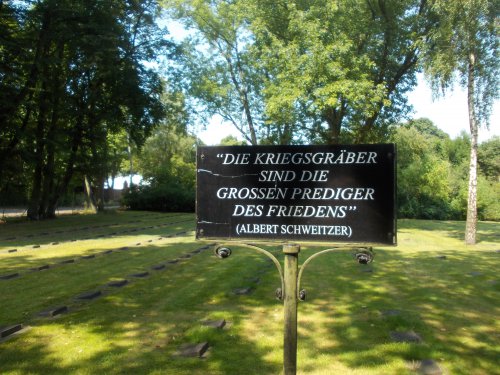 "DIE KRIEGSGRÄBER
SIND DIE
GROSSEN PREDIGER
DES FRIEDENS"
(ALBERT SCHWEITZER)